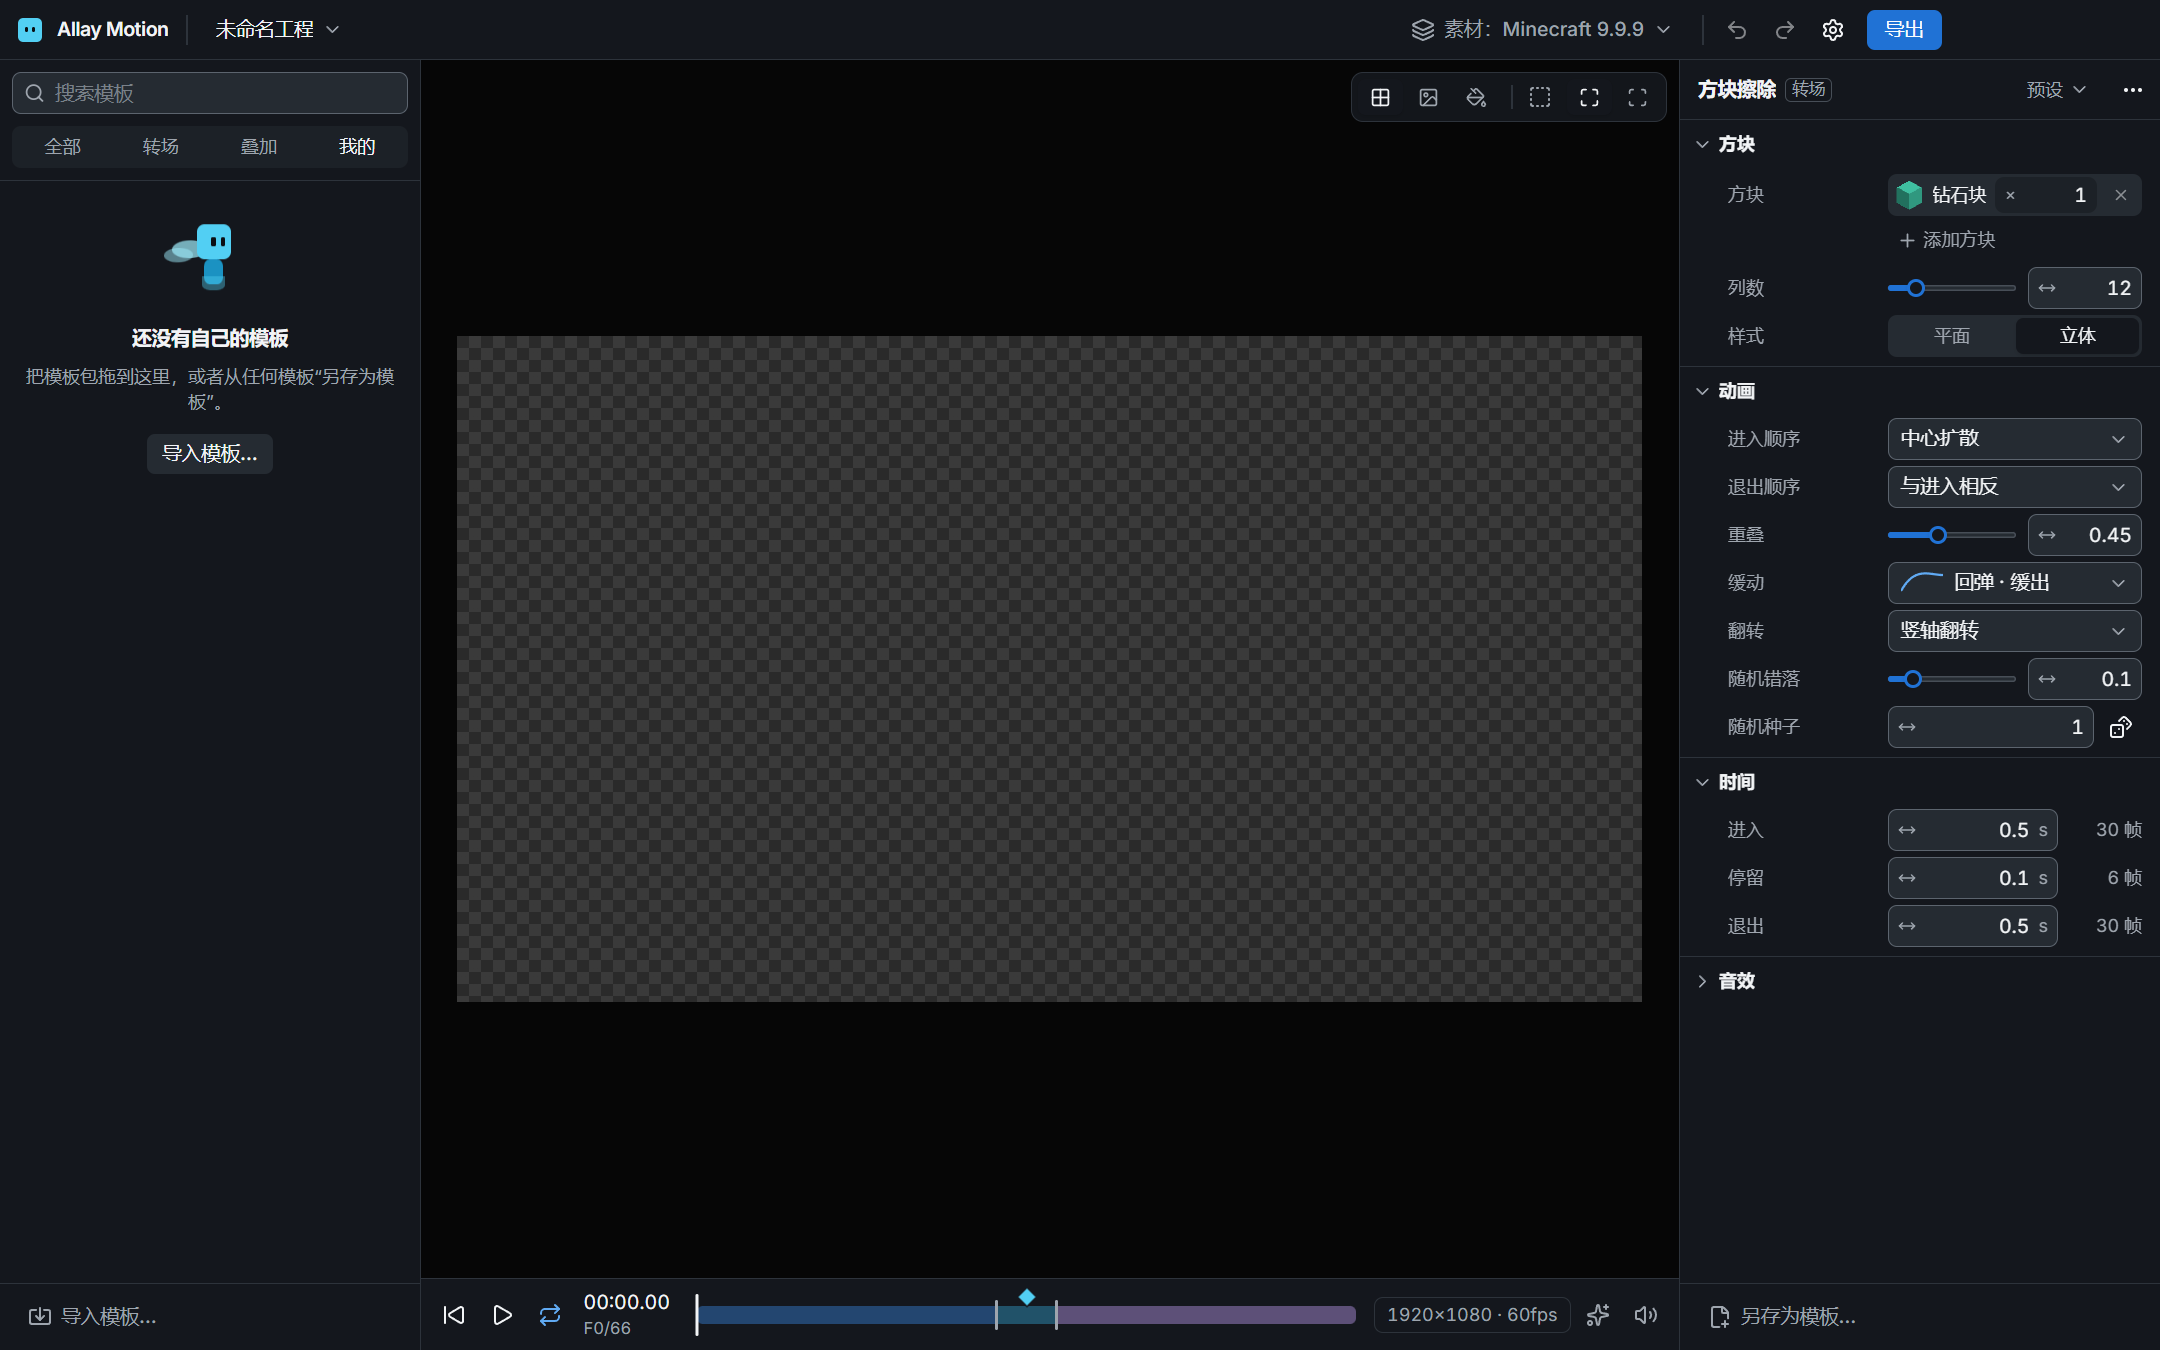 Allay Motion
未命名工程
素材: Minecraft 9.9.9
导出
搜索模板
全部 转场 叠加 我的
还没有自己的模板
把模板包拖到这里，或者从任何模板“另存为模
板”。
导入模板...
导入模板...
00:00.00
F0/66
1920×1080 · 60fps
方块擦除 转场 预设
方块
方块 钻石块 × 1 ×
+ 添加方块
列数 12
样式 平面 立体
动画
进入顺序 中心扩散
退出顺序 与进入相反
重叠 0.45
缓动 回弹 · 缓出
翻转 竖轴翻转
随机错落 0.1
随机种子 1
时间
进入 0.5 s 30 帧
停留 0.1 s 6 帧
退出 0.5 s 30 帧
音效
另存为模板...